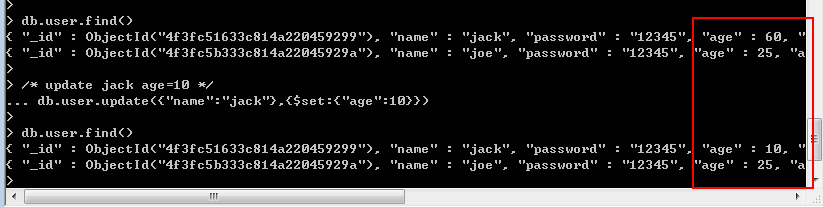 >
> db.user.find()
{ "_id" : ObjectId("4f3fc51633c814a220459299"), "name" : "jack", "password" : "12345", "age" : 60, "
{ "_id" : ObjectId("4f3fc5b333c814a22045929a"), "name" : "joe", "password" : "12345", "age" : 25, "a
>
> /* update jack age=10 */
... db.user.update({"name":"jack"},{$set:{"age":10}})
>
> db.user.find()
{ "_id" : ObjectId("4f3fc51633c814a220459299"), "name" : "jack", "password" : "12345", "age" : 10, "
{ "_id" : ObjectId("4f3fc5b333c814a22045929a"), "name" : "joe", "password" : "12345", "age" : 25, "a
>